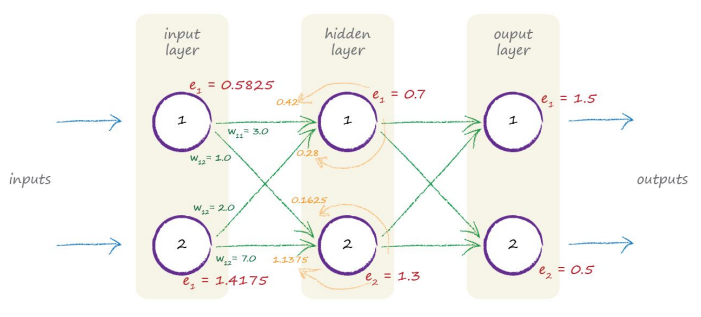 input
layer
hidden
layer
ouput
layer
e₁ = 0.5825
e₁ = 0.7
e₁ = 1.5
0.42
1
1
1
w₁₁= 3.0
w₁₂= 1.0
0.28
inputs
outputs
0.1625
w₁₂= 2.0
2
2
2
w₁₂= 7.0
1.1375
e₁ = 1.4175
e₂ = 1.3
e₂ = 0.5